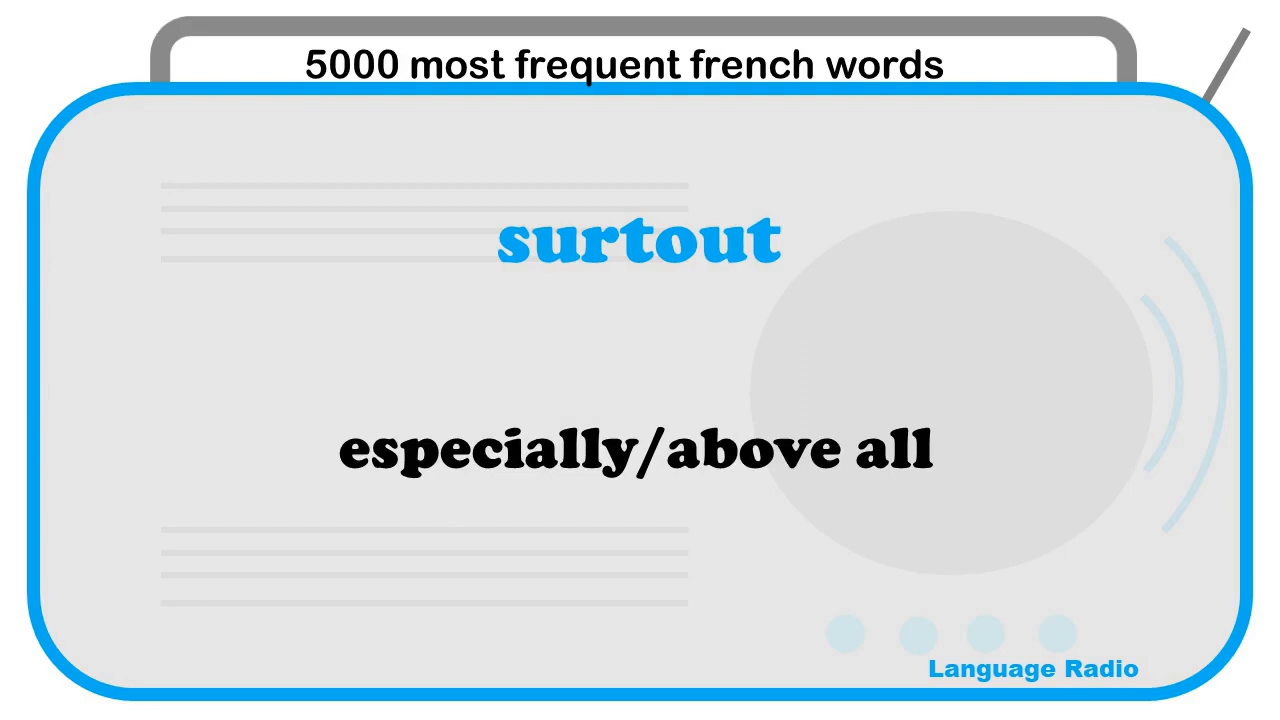 5000 most frequent french words
surtout
especially/above all
Language Radio